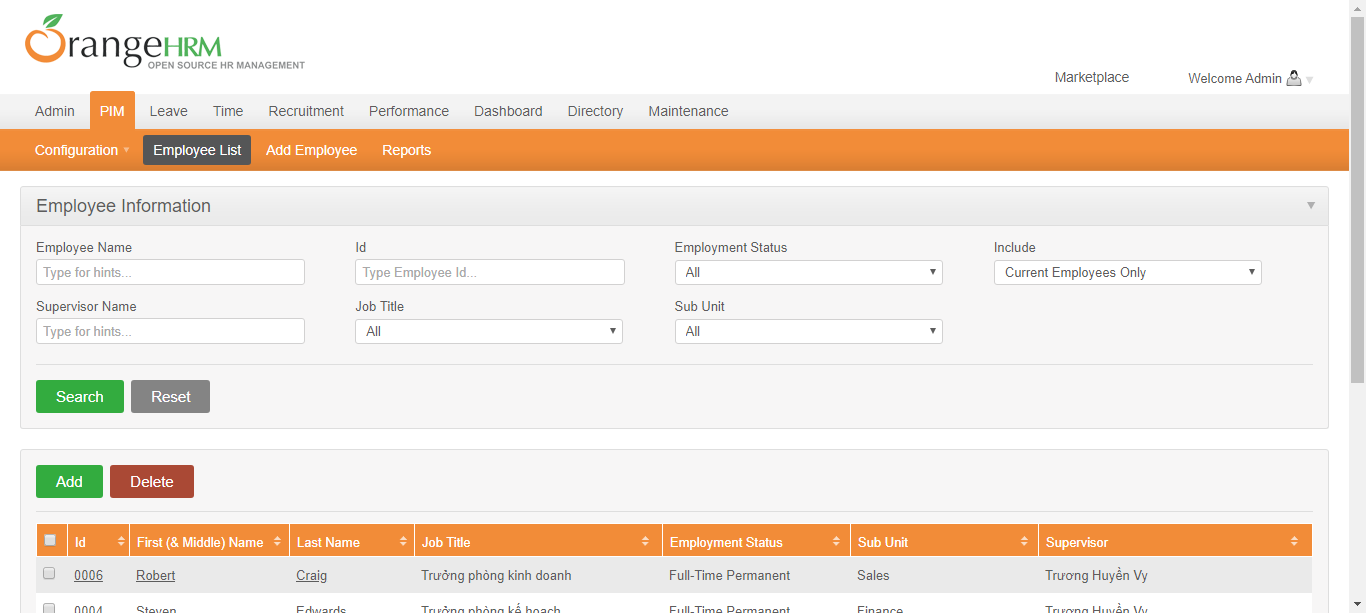 OrangeHRM
OPEN SOURCE HR MANAGEMENT
Marketplace Welcome Admin
Admin PIM Leave Time Recruitment Performance Dashboard Directory Maintenance
Configuration Employee List Add Employee Reports
Employee Information
Employee Name Id Employment Status Include
Type for hints... Type Employee Id... All Current Employees Only
Supervisor Name Job Title Sub Unit
Type for hints... All All
Search Reset
Add Delete
Id First (& Middle) Name Last Name Job Title Employment Status Sub Unit Supervisor
0006 Robert Craig Trưởng phòng kinh doanh Full-Time Permanent Sales Trương Huyền Vy
0004 Steven Edwards Trưởng phòng kế hoạch Full-Time Permanent Finance Trương Huyền Vy